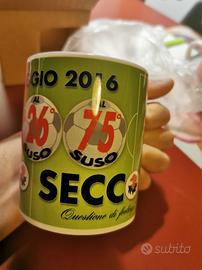 GIO 2016
AL AL
26° 75°
SUSO SUSO
SECC
Questione di
subito